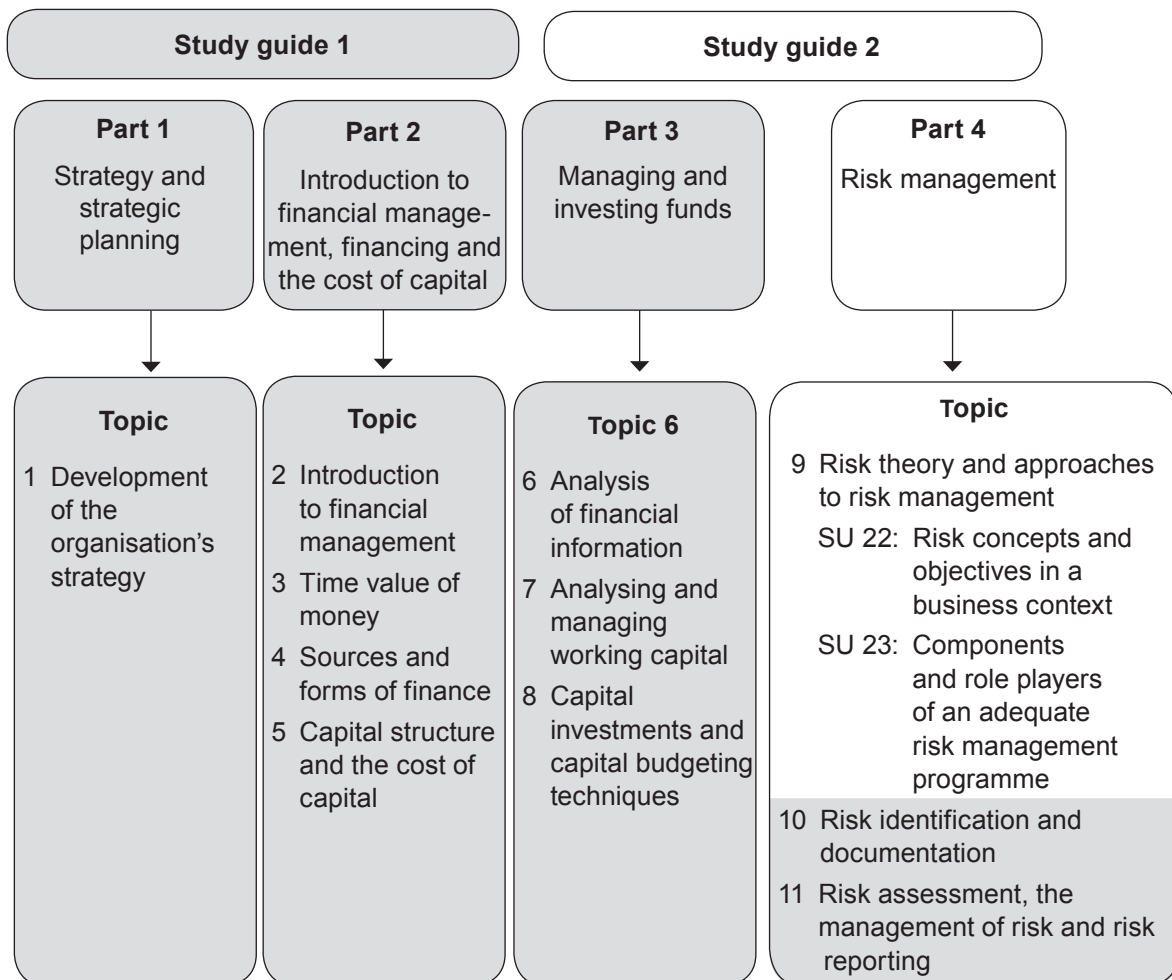 Study guide 1
Study guide 2
Part 1
Strategy and
strategic
planning
Part 2
Introduction to
financial manage-
ment, financing and
the cost of capital
Part 3
Managing and
investing funds
Part 4
Risk management
Topic
1 Development
of the
organisation's
strategy
Topic
2 Introduction
to financial
management
3 Time value of
money
4 Sources and
forms of finance
5 Capital structure
and the cost of
capital
Topic 6
6 Analysis
of financial
information
7 Analysing and
managing
working capital
8 Capital
investments and
capital budgeting
techniques
Topic
9 Risk theory and approaches
to risk management
SU 22: Risk concepts and
objectives in a
business context
SU 23: Components
and role players
of an adequate
risk management
programme
10 Risk identification and
documentation
11 Risk assessment, the
management of risk and risk
reporting